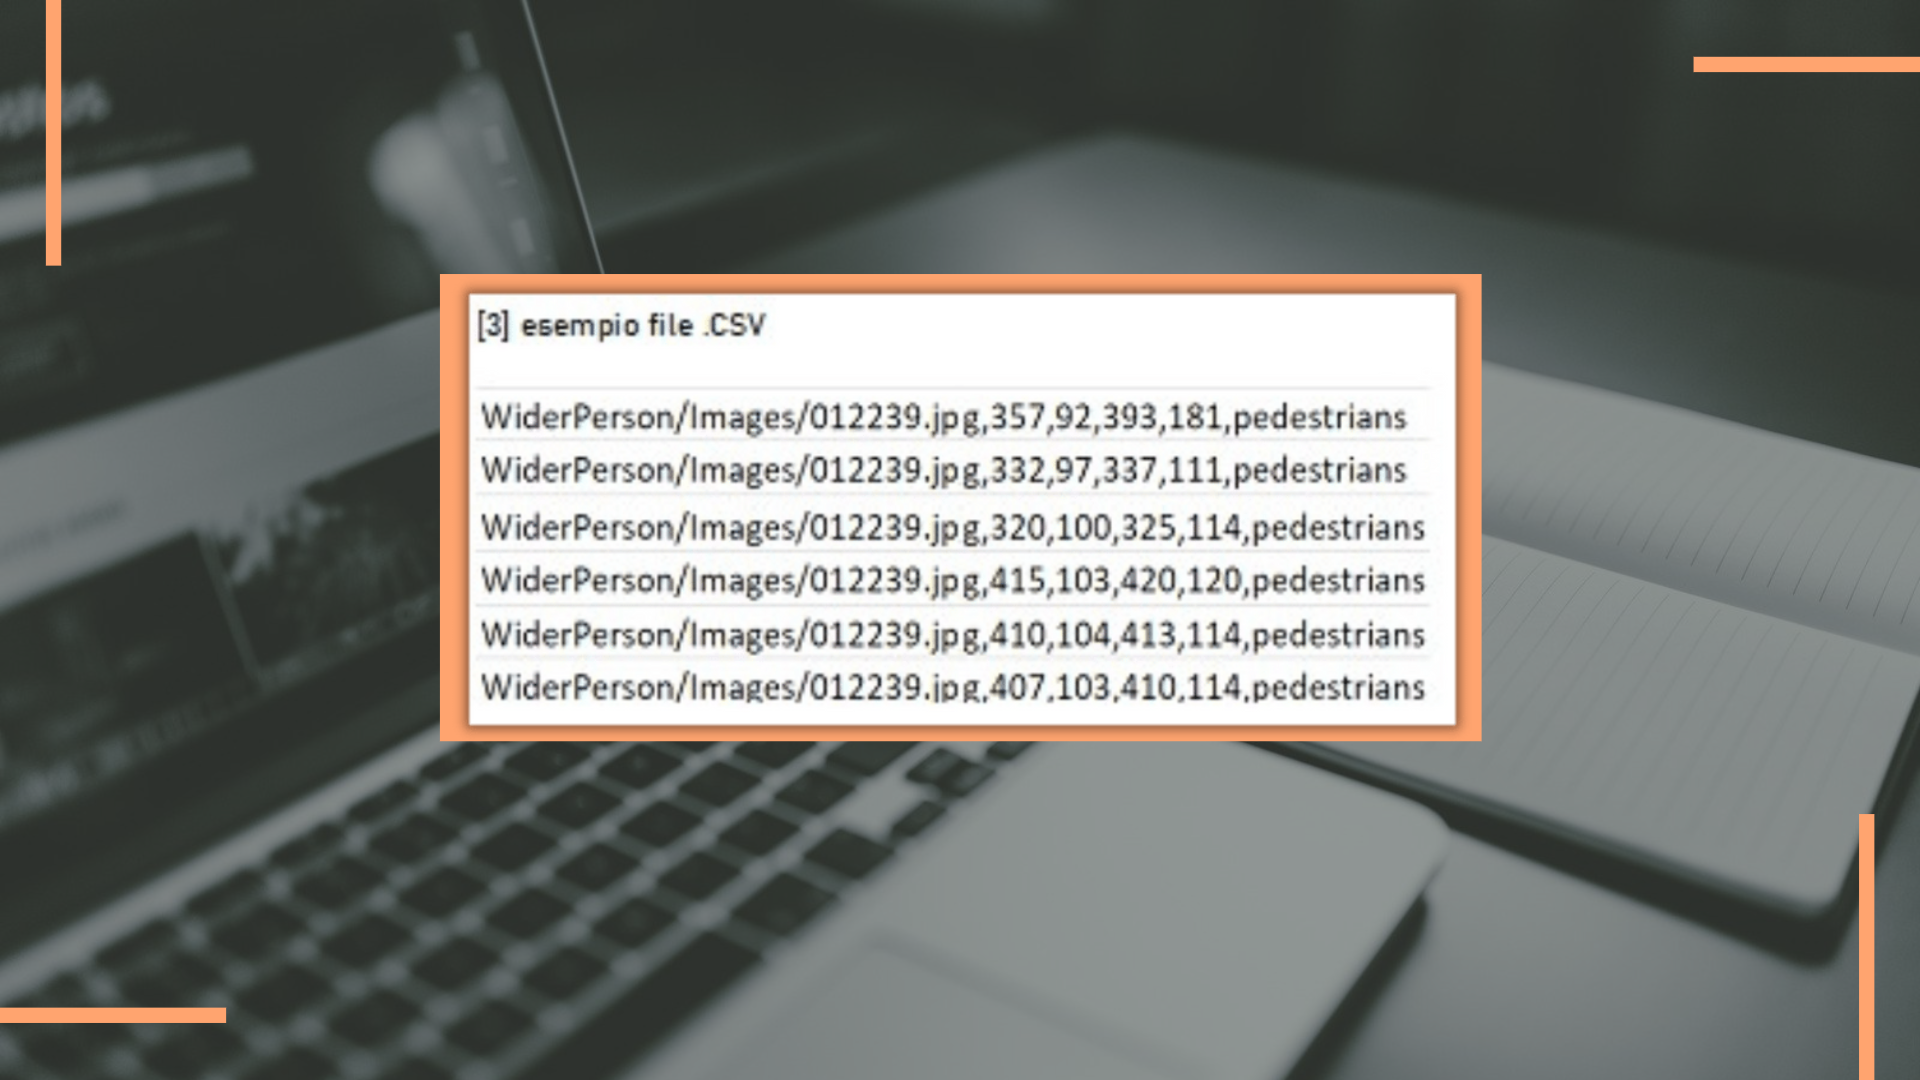 [3] esempio file .CSV
WiderPerson/Images/012239.jpg,357,92,393,181,pedestrians
WiderPerson/Images/012239.jpg,332,97,337,111,pedestrians
WiderPerson/Images/012239.jpg,320,100,325,114,pedestrians
WiderPerson/Images/012239.jpg,415,103,420,120,pedestrians
WiderPerson/Images/012239.jpg,410,104,413,114,pedestrians
WiderPerson/Images/012239.jpg,407,103,410,114,pedestrians